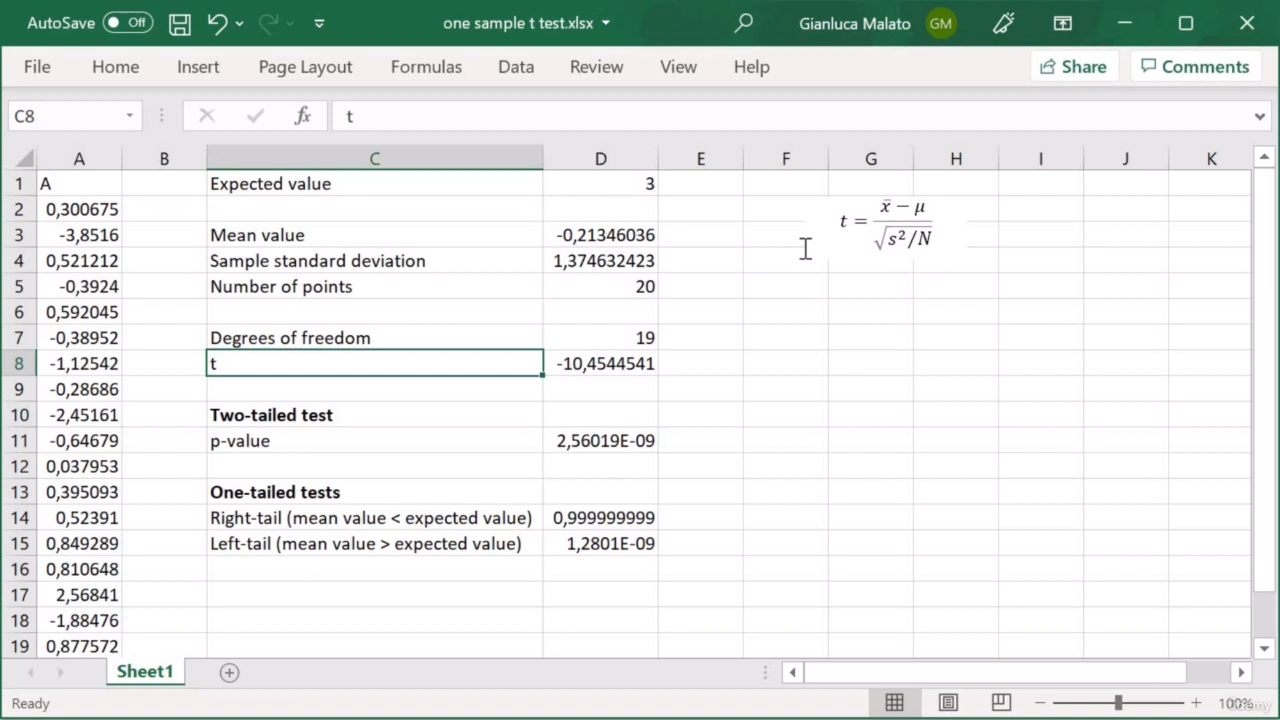 AutoSave Off one sample t test.xlsx Gianluca Malato GM
File Home Insert Page Layout Formulas Data Review View Help Share Comments
C8 fx t
A B C D E F G H I J K
1 A Expected value 3
2 0,300675
3 -3,8516 Mean value -0,21346036
4 0,521212 Sample standard deviation 1,374632423
5 -0,3924 Number of points 20
6 0,592045
7 -0,38952 Degrees of freedom 19
8 -1,12542 t -10,4544541
9 -0,28686
10 -2,45161 Two-tailed test
11 -0,64679 p-value 2,56019E-09
12 0,037953
13 0,395093 One-tailed tests
14 0,52391 Right-tail (mean value < expected value) 0,999999999
15 0,849289 Left-tail (mean value > expected value) 1,2801E-09
16 0,810648
17 2,56841
18 -1,88476
19 0,877572
t = x̄ − μ / √s²/N
Sheet1
Ready 100%